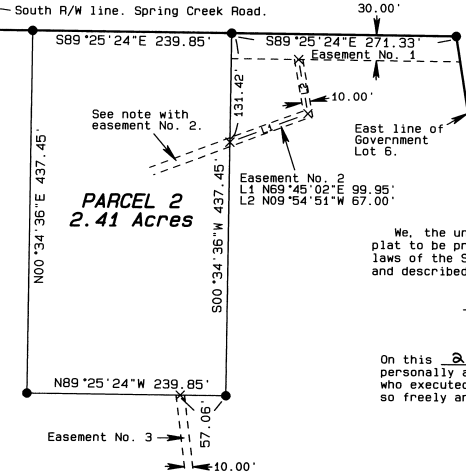 South R/W line. Spring Creek Road.
30.00'
S89°25'24"E 239.85'
S89°25'24"E 271.33'
Easement No. 1
131.42'
L2
10.00'
See note with
easement No. 2.
L1
East line of
Government
Lot 6.
Easement No. 2
L1 N69°45'02"E 99.95'
L2 N09°54'51"W 67.00'
N00°34'36"E 437.45'
PARCEL 2
2.41 Acres
S00°34'36"W 437.45'
We, the un
plat to be pr
laws of the S
and described
On this 2
personally a
who executed
so freely an
N89°25'24"W 239.85'
57.06'
Easement No. 3
10.00'